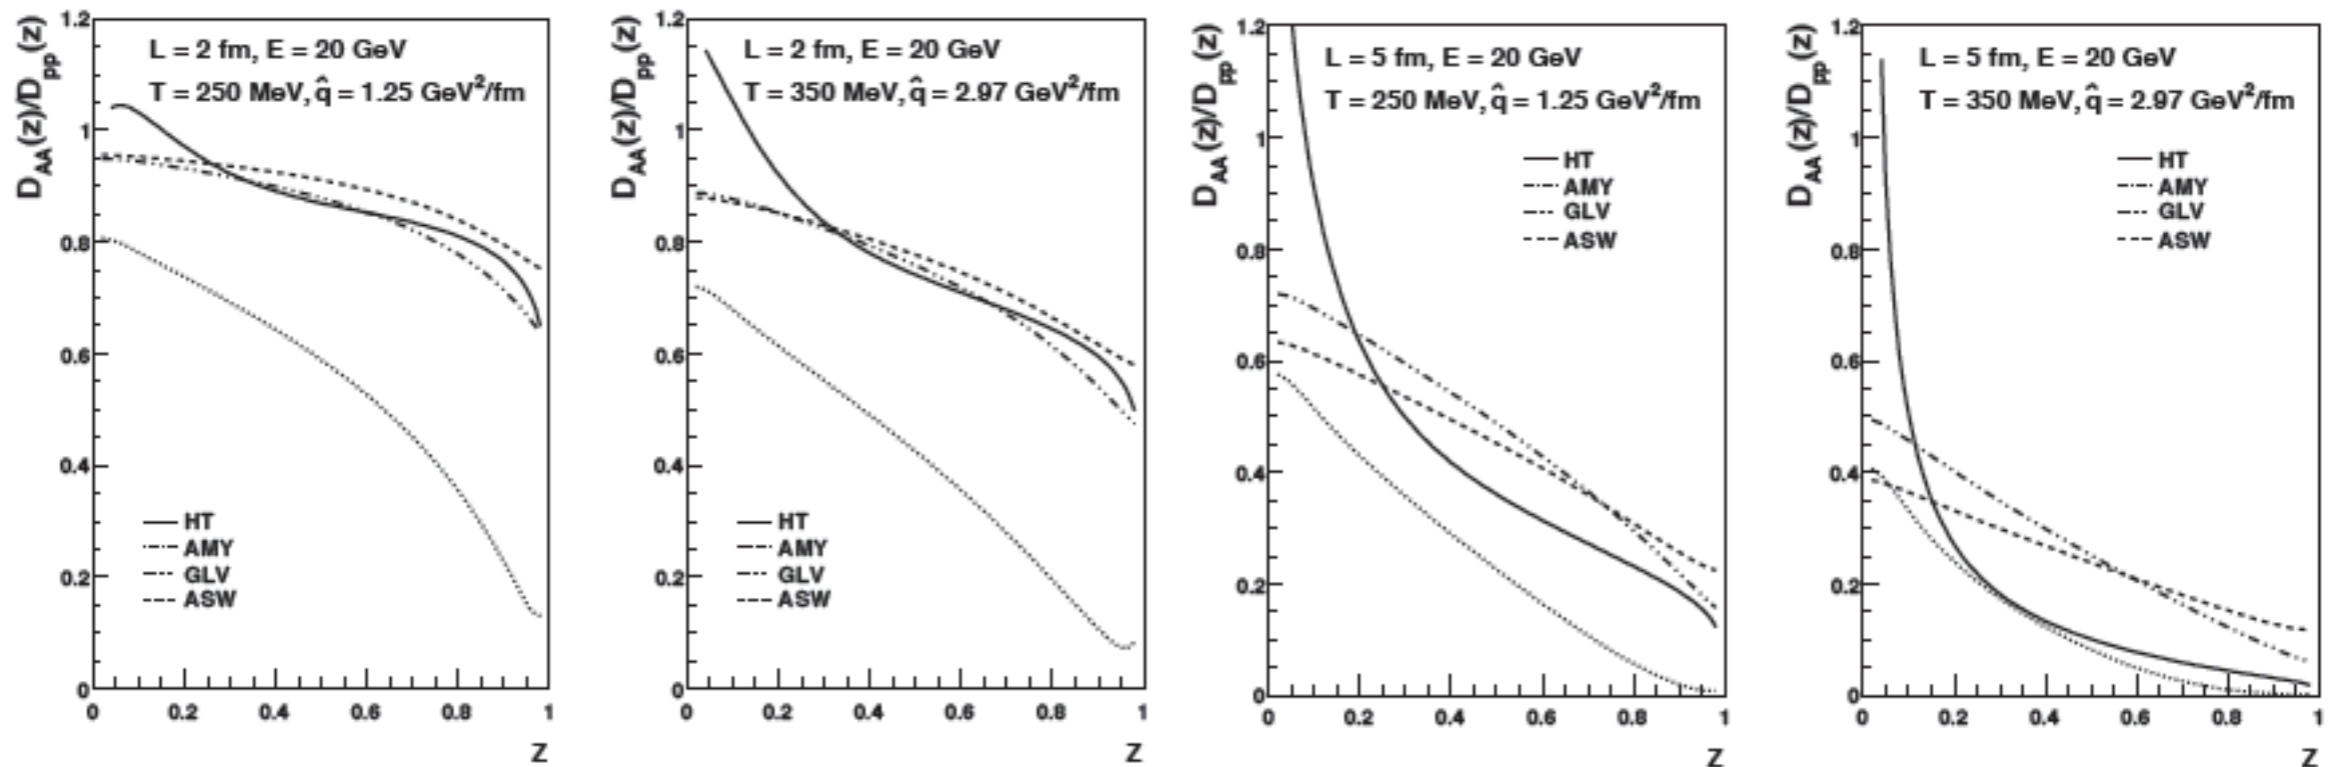 D_AA(z)/D_pp(z)
L = 2 fm, E = 20 GeV
T = 250 MeV, q̂ = 1.25 GeV²/fm
1.2
1
0.8
0.6
0.4
0.2
0
HT
AMY
GLV
ASW
0 0.2 0.4 0.6 0.8 1
Z
D_AA(z)/D_pp(z)
L = 2 fm, E = 20 GeV
T = 350 MeV, q̂ = 2.97 GeV²/fm
1.2
1
0.8
0.6
0.4
0.2
0
HT
AMY
GLV
ASW
0 0.2 0.4 0.6 0.8 1
Z
D_AA(z)/D_pp(z)
L = 5 fm, E = 20 GeV
T = 250 MeV, q̂ = 1.25 GeV²/fm
1.2
1
0.8
0.6
0.4
0.2
0
HT
AMY
GLV
ASW
0 0.2 0.4 0.6 0.8 1
Z
D_AA(z)/D_pp(z)
L = 5 fm, E = 20 GeV
T = 350 MeV, q̂ = 2.97 GeV²/fm
1.2
1
0.8
0.6
0.4
0.2
0
HT
AMY
GLV
ASW
0 0.2 0.4 0.6 0.8 1
Z